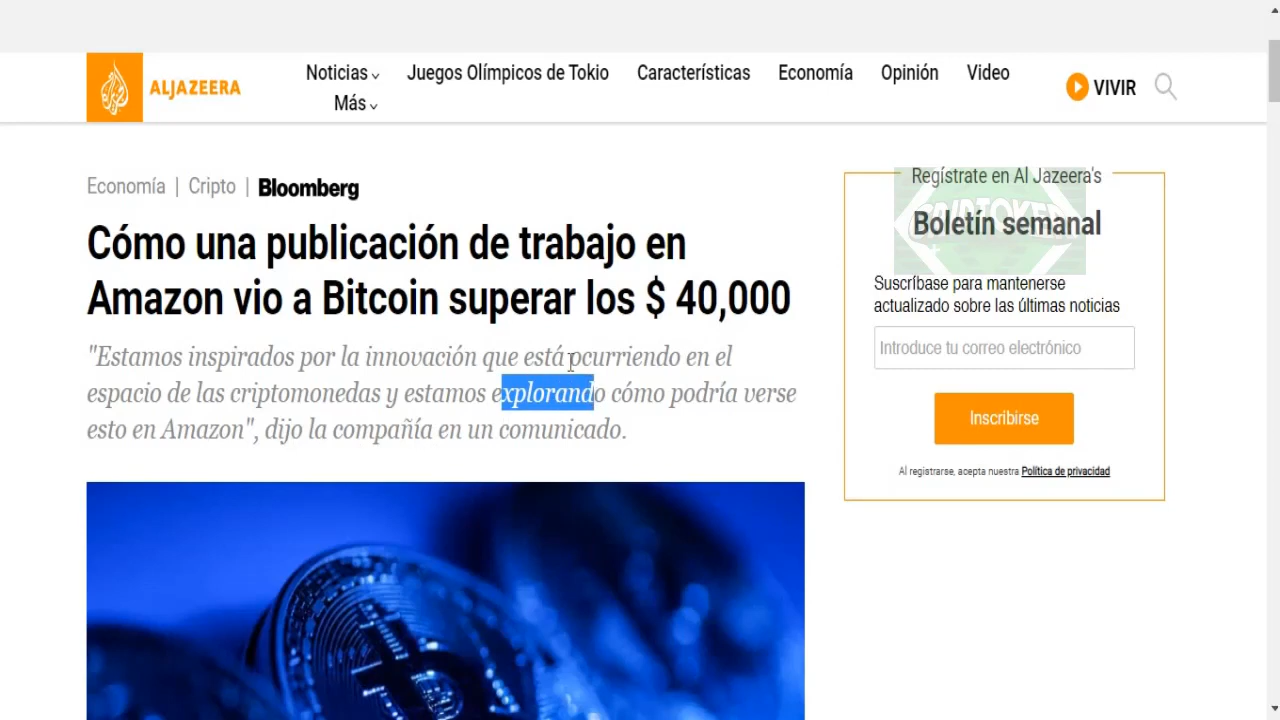 ALJAZEERA
Noticias
Juegos Olímpicos de Tokio
Características
Economía
Opinión
Video
Más
VIVIR
Economía | Cripto | Bloomberg
Cómo una publicación de trabajo en
Amazon vio a Bitcoin superar los $ 40,000
"Estamos inspirados por la innovación que está ocurriendo en el
espacio de las criptomonedas y estamos explorando cómo podría verse
esto en Amazon", dijo la compañía en un comunicado.
Regístrate en Al Jazeera's
Boletín semanal
Suscríbase para mantenerse
actualizado sobre las últimas noticias
Introduce tu correo electrónico
Inscribirse
Al registrarse, acepta nuestra Política de privacidad